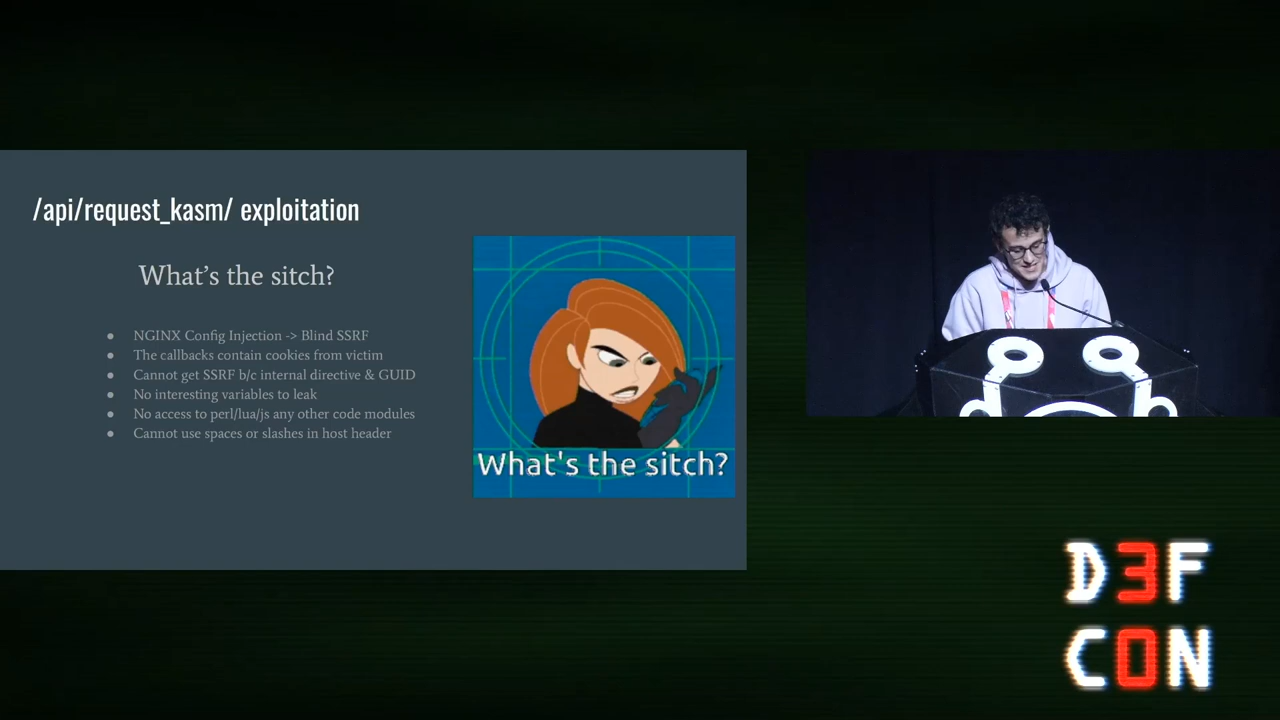 /api/request_kasm/ exploitation
What's the sitch?
● NGINX Config Injection -> Blind SSRF
● The callbacks contain cookies from victim
● Cannot get SSRF b/c internal directive & GUID
● No interesting variables to leak
● No access to perl/lua/js any other code modules
● Cannot use spaces or slashes in host header
What's the sitch?
D3F
C0N